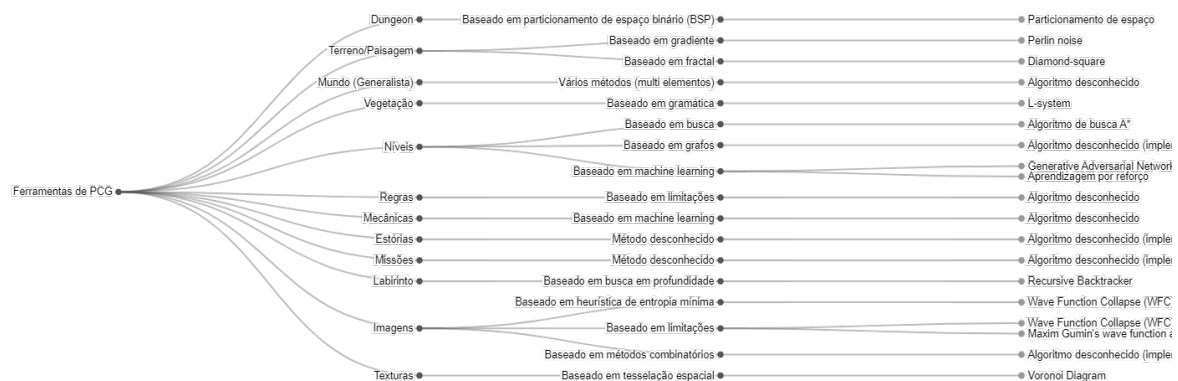 Dungeon Baseado em particionamento de espaço binário (BSP) Particionamento de espaço
Terreno/Paisagem Baseado em gradiente Perlin noise
Baseado em fractal Diamond-square
Mundo (Generalista) Vários métodos (multi elementos) Algoritmo desconhecido
Vegetação Baseado em gramática L-system
Níveis Baseado em busca Algoritmo de busca A*
Baseado em grafos Algoritmo desconhecido (imple
Baseado em machine learning Generative Adversarial Network
Aprendizagem por reforço
Ferramentas de PCG
Regras Baseado em limitações Algoritmo desconhecido
Mecânicas Baseado em machine learning Algoritmo desconhecido
Estórias Método desconhecido Algoritmo desconhecido (imple
Missões Método desconhecido Algoritmo desconhecido (imple
Labirinto Baseado em busca em profundidade Recursive Backtracker
Imagens Baseado em heurística de entropia mínima Wave Function Collapse (WFC)
Baseado em limitações Wave Function Collapse (WFC)
Maxim Gumin's wave function a
Baseado em métodos combinatórios Algoritmo desconhecido (imple
Texturas Baseado em tesselação espacial Voronoi Diagram